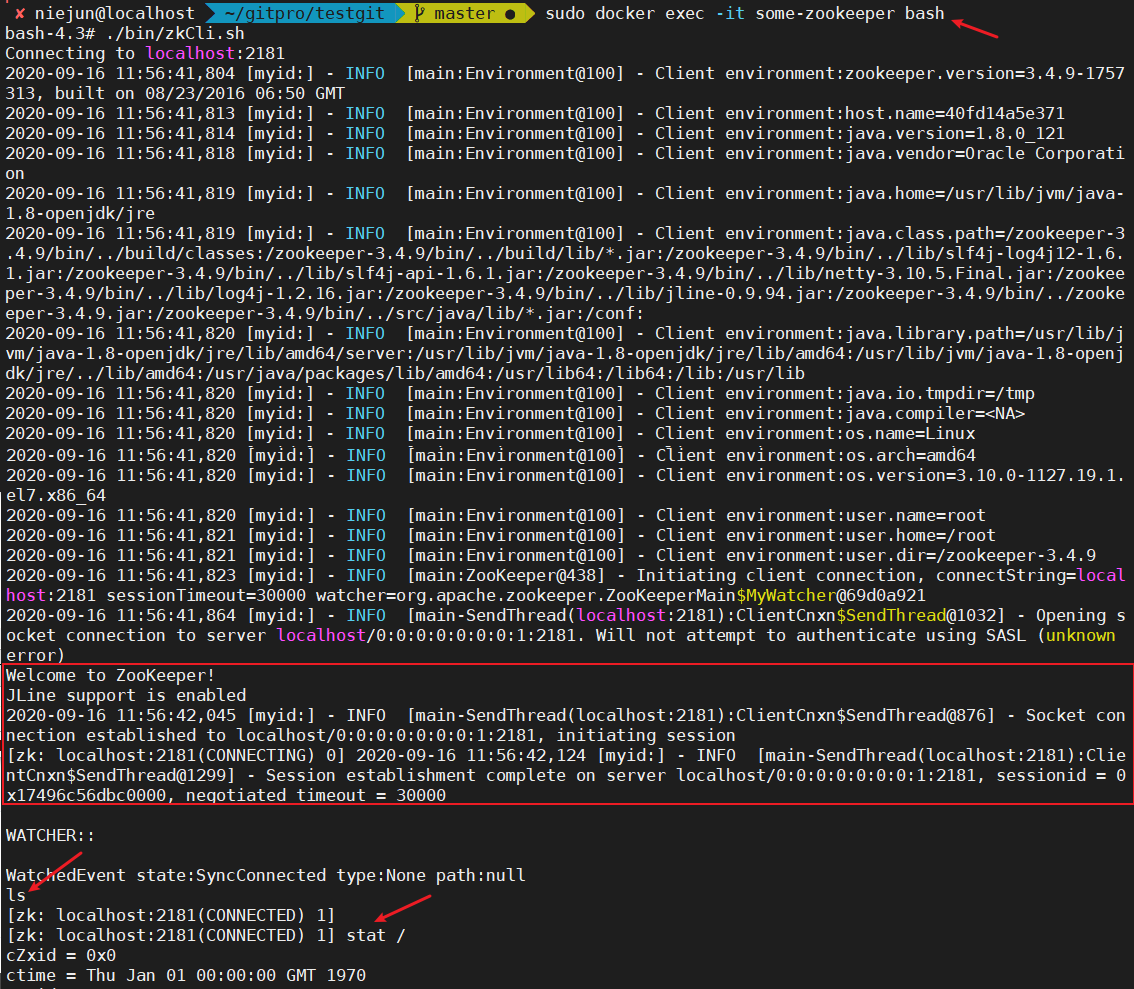 ✘ niejun@localhost ~/gitpro/testgit master ● sudo docker exec -it some-zookeeper bash
bash-4.3# ./bin/zkCli.sh
Connecting to localhost:2181
2020-09-16 11:56:41,804 [myid:] - INFO  [main:Environment@100] - Client environment:zookeeper.version=3.4.9-1757
313, built on 08/23/2016 06:50 GMT
2020-09-16 11:56:41,813 [myid:] - INFO  [main:Environment@100] - Client environment:host.name=40fd14a5e371
2020-09-16 11:56:41,814 [myid:] - INFO  [main:Environment@100] - Client environment:java.version=1.8.0_121
2020-09-16 11:56:41,818 [myid:] - INFO  [main:Environment@100] - Client environment:java.vendor=Oracle Corporati
on
2020-09-16 11:56:41,819 [myid:] - INFO  [main:Environment@100] - Client environment:java.home=/usr/lib/jvm/java-
1.8-openjdk/jre
2020-09-16 11:56:41,819 [myid:] - INFO  [main:Environment@100] - Client environment:java.class.path=/zookeeper-3
.4.9/bin/../build/classes:/zookeeper-3.4.9/bin/../build/lib/*.jar:/zookeeper-3.4.9/bin/../lib/slf4j-log4j12-1.6.
1.jar:/zookeeper-3.4.9/bin/../lib/slf4j-api-1.6.1.jar:/zookeeper-3.4.9/bin/../lib/netty-3.10.5.Final.jar:/zookee
per-3.4.9/bin/../lib/log4j-1.2.16.jar:/zookeeper-3.4.9/bin/../lib/jline-0.9.94.jar:/zookeeper-3.4.9/bin/../zooke
eper-3.4.9.jar:/zookeeper-3.4.9/bin/../src/java/lib/*.jar:/conf:
2020-09-16 11:56:41,820 [myid:] - INFO  [main:Environment@100] - Client environment:java.library.path=/usr/lib/j
vm/java-1.8-openjdk/jre/lib/amd64/server:/usr/lib/jvm/java-1.8-openjdk/jre/lib/amd64:/usr/lib/jvm/java-1.8-openj
dk/jre/../lib/amd64:/usr/java/packages/lib/amd64:/usr/lib64:/lib64:/lib:/usr/lib
2020-09-16 11:56:41,820 [myid:] - INFO  [main:Environment@100] - Client environment:java.io.tmpdir=/tmp
2020-09-16 11:56:41,820 [myid:] - INFO  [main:Environment@100] - Client environment:java.compiler=<NA>
2020-09-16 11:56:41,820 [myid:] - INFO  [main:Environment@100] - Client environment:os.name=Linux
2020-09-16 11:56:41,820 [myid:] - INFO  [main:Environment@100] - Client environment:os.arch=amd64
2020-09-16 11:56:41,820 [myid:] - INFO  [main:Environment@100] - Client environment:os.version=3.10.0-1127.19.1.
el7.x86_64
2020-09-16 11:56:41,820 [myid:] - INFO  [main:Environment@100] - Client environment:user.name=root
2020-09-16 11:56:41,821 [myid:] - INFO  [main:Environment@100] - Client environment:user.home=/root
2020-09-16 11:56:41,821 [myid:] - INFO  [main:Environment@100] - Client environment:user.dir=/zookeeper-3.4.9
2020-09-16 11:56:41,823 [myid:] - INFO  [main:ZooKeeper@438] - Initiating client connection, connectString=local
host:2181 sessionTimeout=30000 watcher=org.apache.zookeeper.ZooKeeperMain$MyWatcher@69d0a921
2020-09-16 11:56:41,864 [myid:] - INFO  [main-SendThread(localhost:2181):ClientCnxn$SendThread@1032] - Opening s
ocket connection to server localhost/0:0:0:0:0:0:0:1:2181. Will not attempt to authenticate using SASL (unknown
error)
Welcome to ZooKeeper!
JLine support is enabled
2020-09-16 11:56:42,045 [myid:] - INFO  [main-SendThread(localhost:2181):ClientCnxn$SendThread@876] - Socket con
nection established to localhost/0:0:0:0:0:0:0:1:2181, initiating session
[zk: localhost:2181(CONNECTING) 0] 2020-09-16 11:56:42,124 [myid:] - INFO  [main-SendThread(localhost:2181):Clie
ntCnxn$SendThread@1299] - Session establishment complete on server localhost/0:0:0:0:0:0:0:1:2181, sessionid = 0
x17496c56dbc0000, negotiated timeout = 30000
WATCHER::
WatchedEvent state:SyncConnected type:None path:null
ls
[zk: localhost:2181(CONNECTED) 1]
[zk: localhost:2181(CONNECTED) 1] stat /
cZxid = 0x0
ctime = Thu Jan 01 00:00:00 GMT 1970